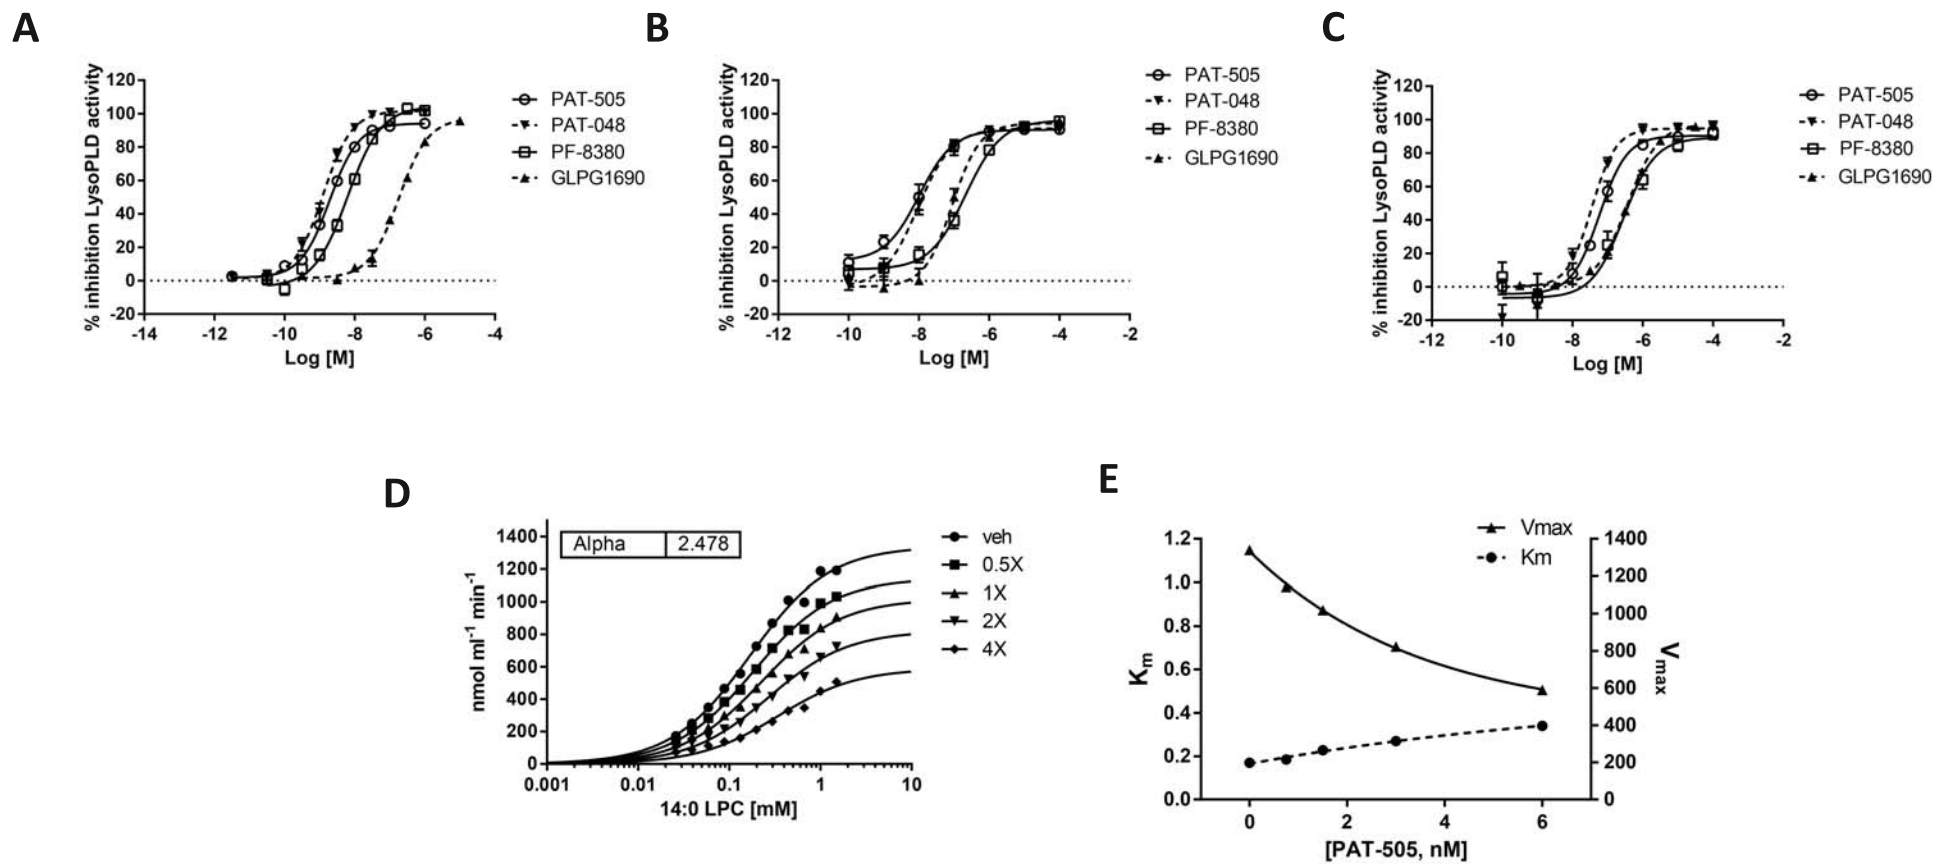 A
% inhibition LysoPLD activity
120
100
80
60
40
20
0
-20
-14
-12
-10
-8
-6
-4
Log [M]
PAT-505
PAT-048
PF-8380
GLPG1690
B
% inhibition LysoPLD activity
120
100
80
60
40
20
0
-20
-12
-10
-8
-6
-4
-2
Log [M]
PAT-505
PAT-048
PF-8380
GLPG1690
C
% inhibition LysoPLD activity
120
100
80
60
40
20
0
-20
-12
-10
-8
-6
-4
-2
Log [M]
PAT-505
PAT-048
PF-8380
GLPG1690
D
nmol ml⁻¹ min⁻¹
1400
1200
1000
800
600
400
200
0
Alpha 2.478
0.001
0.01
0.1
1
10
14:0 LPC [mM]
veh
0.5X
1X
2X
4X
E
Vmax
Km
Km
1.2
1.0
0.8
0.6
0.4
0.2
0.0
1400
1200
1000
800
600
400
200
0
Vmax
0
2
4
6
[PAT-505, nM]